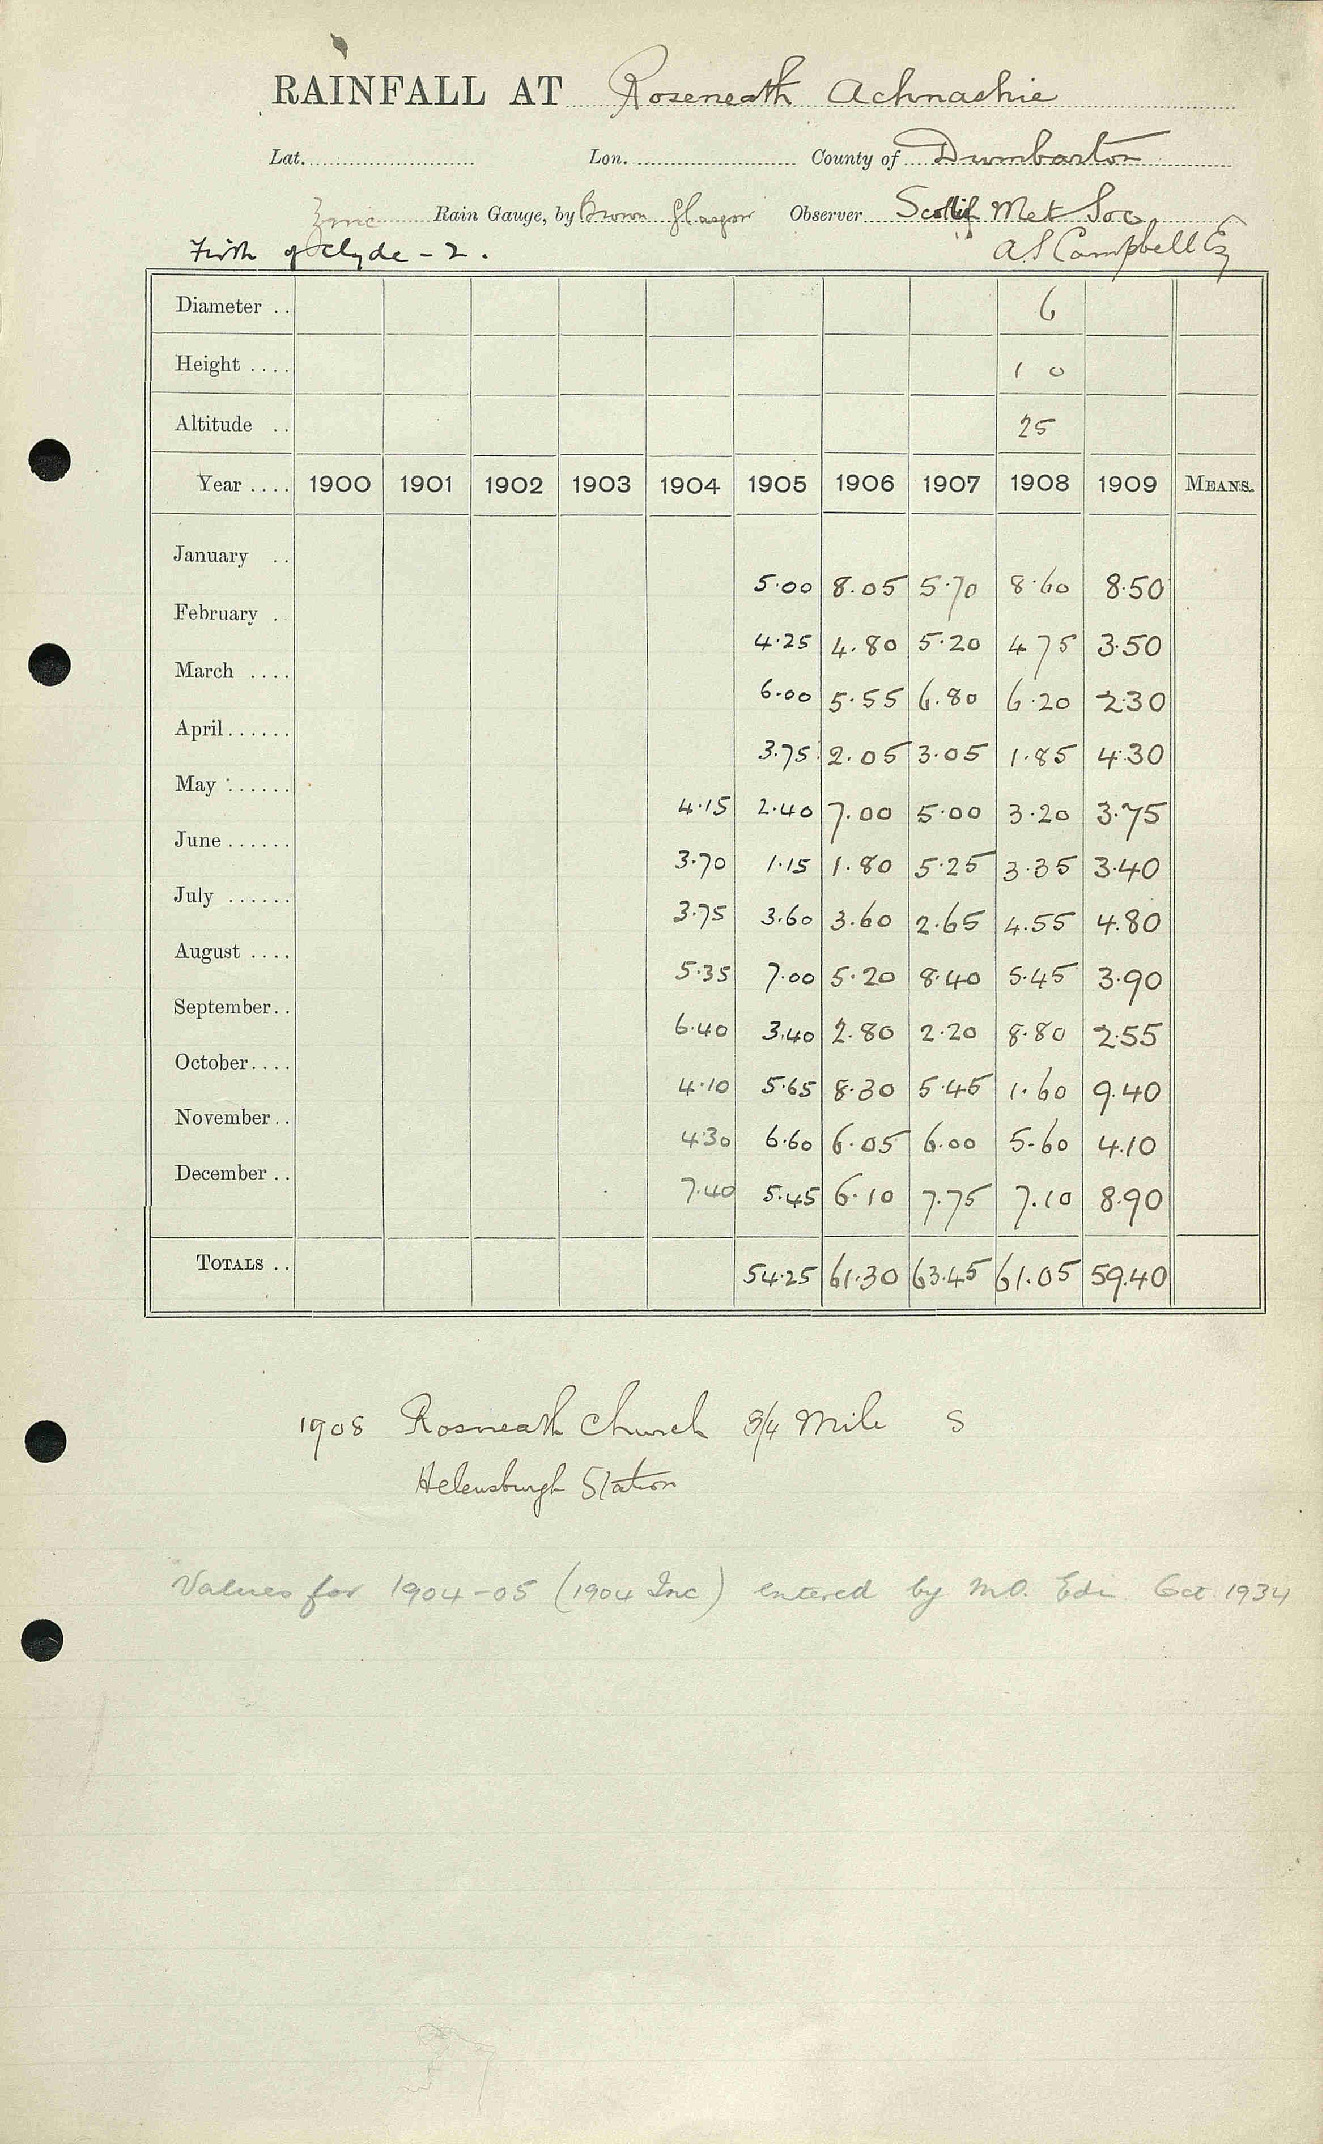 RAINFALL AT Roseneath Achnashie
Lat. Lon. County of Dumbarton
Zinc Rain Gauge, by Brown Glasgow Observer Met Soc
Firth of Clyde - 2. A S Campbell Esq
Diameter .. 6
Height .... 1 0
Altitude .. 25
Year .... 1900 1901 1902 1903 1904 1905 1906 1907 1908 1909 MEANS.
January .. 5.00 8.05 5.70 8.60 8.50
February . 4.25 4.80 5.20 4 75 3.50
March .... 6.00 5.55 6.80 6.20 2.30
April...... 3.75 2.05 3.05 1.85 4.30
May ...... 4.15 2.40 7.00 5.00 3.20 3.75
June ...... 3.70 1.15 1.80 5.25 3.35 3.40
July ...... 3.75 3.60 3.60 2.65 4.55 4.80
August .... 5.35 7.00 5.20 8.40 5.45 3.90
September.. 6.40 3.40 2.80 2.20 8.80 2.55
October.... 4.10 5.65 8.30 5.45 1.60 9.40
November.. 4.30 6.60 6.05 6.00 5.60 4.10
December .. 7.40 5.45 6.10 7.75 7.10 8.90
TOTALS .. 54.25 61.30 63.45 61.05 59.40
1908 Rosneath Church 3/4 Mile S
Helensburgh Station
Values for 1904-05 (1904 Inc) entered by M.O. Edin. Oct. 1934